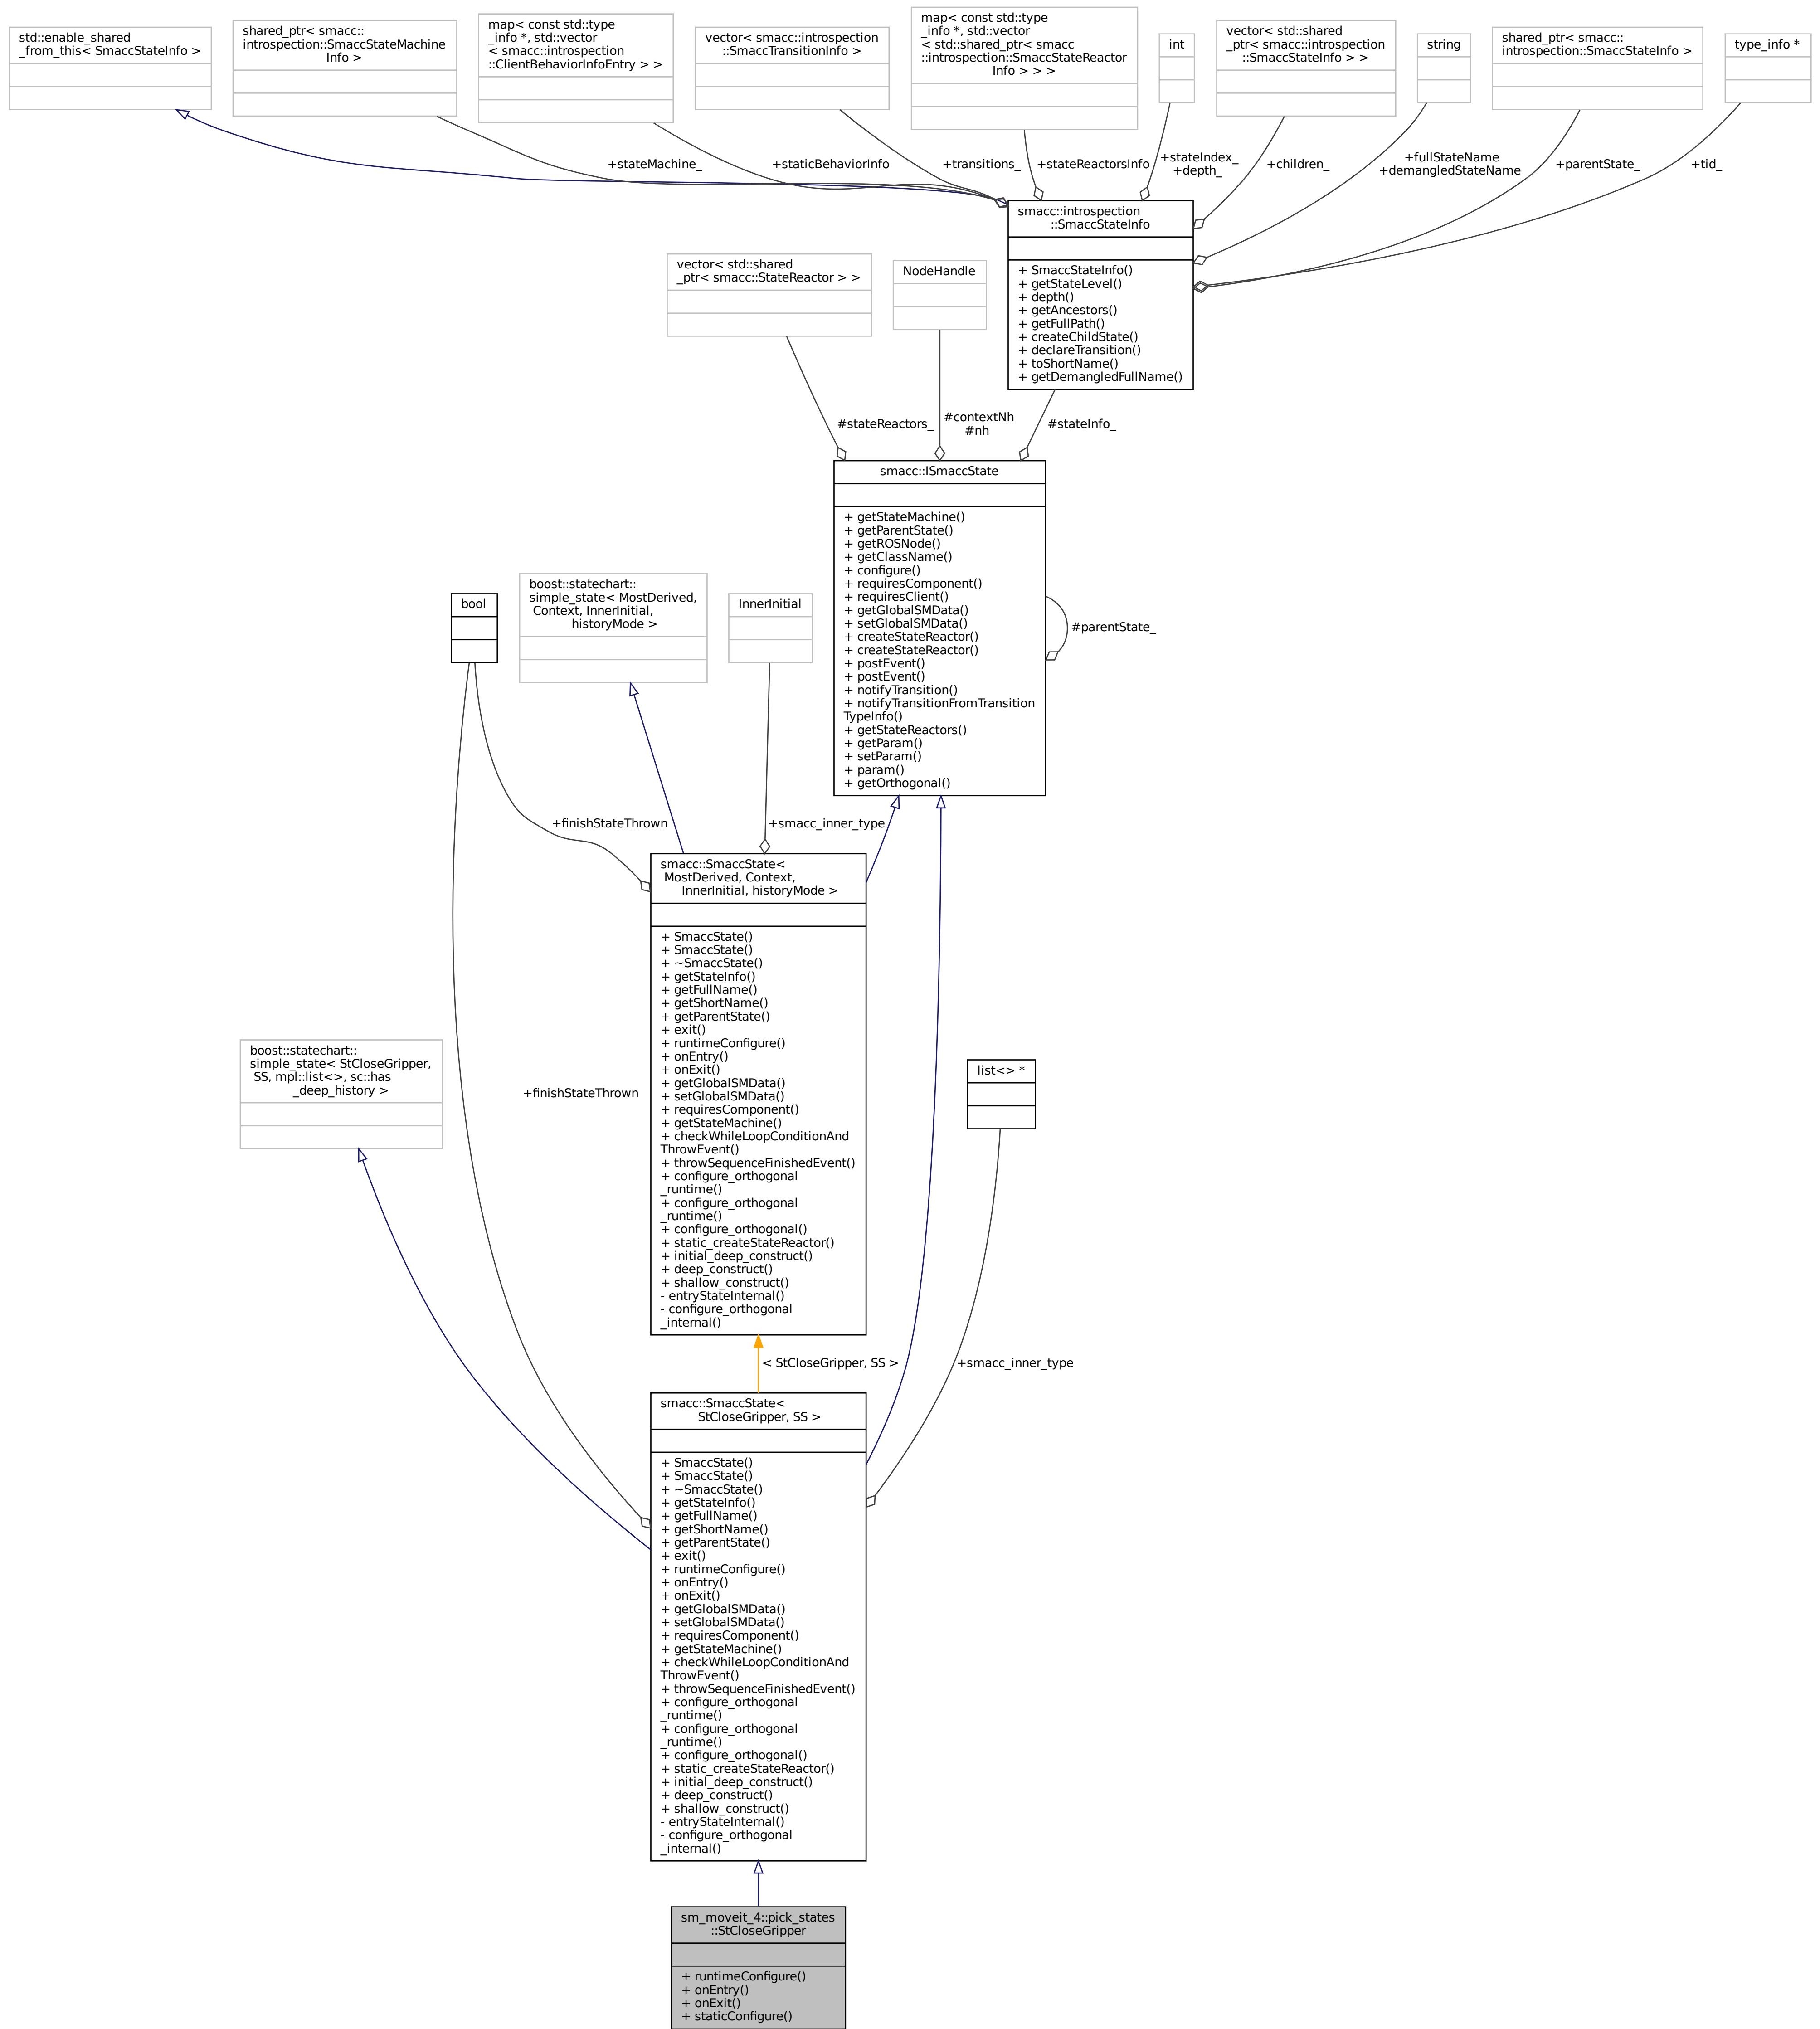 std::enable_shared
_from_this< SmaccStateInfo >
shared_ptr< smacc::
introspection::SmaccStateMachine
Info >
map< const std::type
_info *, std::vector
< smacc::introspection
::ClientBehaviorInfoEntry > >
vector< smacc::introspection
::SmaccTransitionInfo >
map< const std::type
_info *, std::vector
< std::shared_ptr< smacc
::introspection::SmaccStateReactor
Info > > >
int
vector< std::shared
_ptr< smacc::introspection
::SmaccStateInfo > >
string
shared_ptr< smacc::
introspection::SmaccStateInfo >
type_info *
+stateMachine_
+staticBehaviorInfo
+transitions_
+stateReactorsInfo
+stateIndex_
+depth_
+children_
+fullStateName
+demangledStateName
+parentState_
+tid_
smacc::introspection
::SmaccStateInfo
+ SmaccStateInfo()
+ getStateLevel()
+ depth()
+ getAncestors()
+ getFullPath()
+ createChildState()
+ declareTransition()
+ toShortName()
+ getDemangledFullName()
vector< std::shared
_ptr< smacc::StateReactor > >
NodeHandle
#stateReactors_
#contextNh
#nh
#stateInfo_
smacc::ISmaccState
+ getStateMachine()
+ getParentState()
+ getROSNode()
+ getClassName()
+ configure()
+ requiresComponent()
+ requiresClient()
+ getGlobalSMData()
+ setGlobalSMData()
+ createStateReactor()
+ createStateReactor()
+ postEvent()
+ postEvent()
+ notifyTransition()
+ notifyTransitionFromTransition
TypeInfo()
+ getStateReactors()
+ getParam()
+ setParam()
+ param()
+ getOrthogonal()
#parentState_
bool
boost::statechart::
simple_state< MostDerived,
Context, InnerInitial,
historyMode >
InnerInitial
+finishStateThrown
+smacc_inner_type
smacc::SmaccState<
MostDerived, Context,
InnerInitial, historyMode >
+ SmaccState()
+ SmaccState()
+ ~SmaccState()
+ getStateInfo()
+ getFullName()
+ getShortName()
+ getParentState()
+ exit()
+ runtimeConfigure()
+ onEntry()
+ onExit()
+ getGlobalSMData()
+ setGlobalSMData()
+ requiresComponent()
+ getStateMachine()
+ checkWhileLoopConditionAnd
ThrowEvent()
+ throwSequenceFinishedEvent()
+ configure_orthogonal
_runtime()
+ configure_orthogonal
_runtime()
+ configure_orthogonal()
+ static_createStateReactor()
+ initial_deep_construct()
+ deep_construct()
+ shallow_construct()
- entryStateInternal()
- configure_orthogonal
_internal()
boost::statechart::
simple_state< StCloseGripper,
SS, mpl::list<>, sc::has
_deep_history >
+finishStateThrown
list<> *
< StCloseGripper, SS >
+smacc_inner_type
smacc::SmaccState<
StCloseGripper, SS >
+ SmaccState()
+ SmaccState()
+ ~SmaccState()
+ getStateInfo()
+ getFullName()
+ getShortName()
+ getParentState()
+ exit()
+ runtimeConfigure()
+ onEntry()
+ onExit()
+ getGlobalSMData()
+ setGlobalSMData()
+ requiresComponent()
+ getStateMachine()
+ checkWhileLoopConditionAnd
ThrowEvent()
+ throwSequenceFinishedEvent()
+ configure_orthogonal
_runtime()
+ configure_orthogonal
_runtime()
+ configure_orthogonal()
+ static_createStateReactor()
+ initial_deep_construct()
+ deep_construct()
+ shallow_construct()
- entryStateInternal()
- configure_orthogonal
_internal()
sm_moveit_4::pick_states
::StCloseGripper
+ runtimeConfigure()
+ onEntry()
+ onExit()
+ staticConfigure()